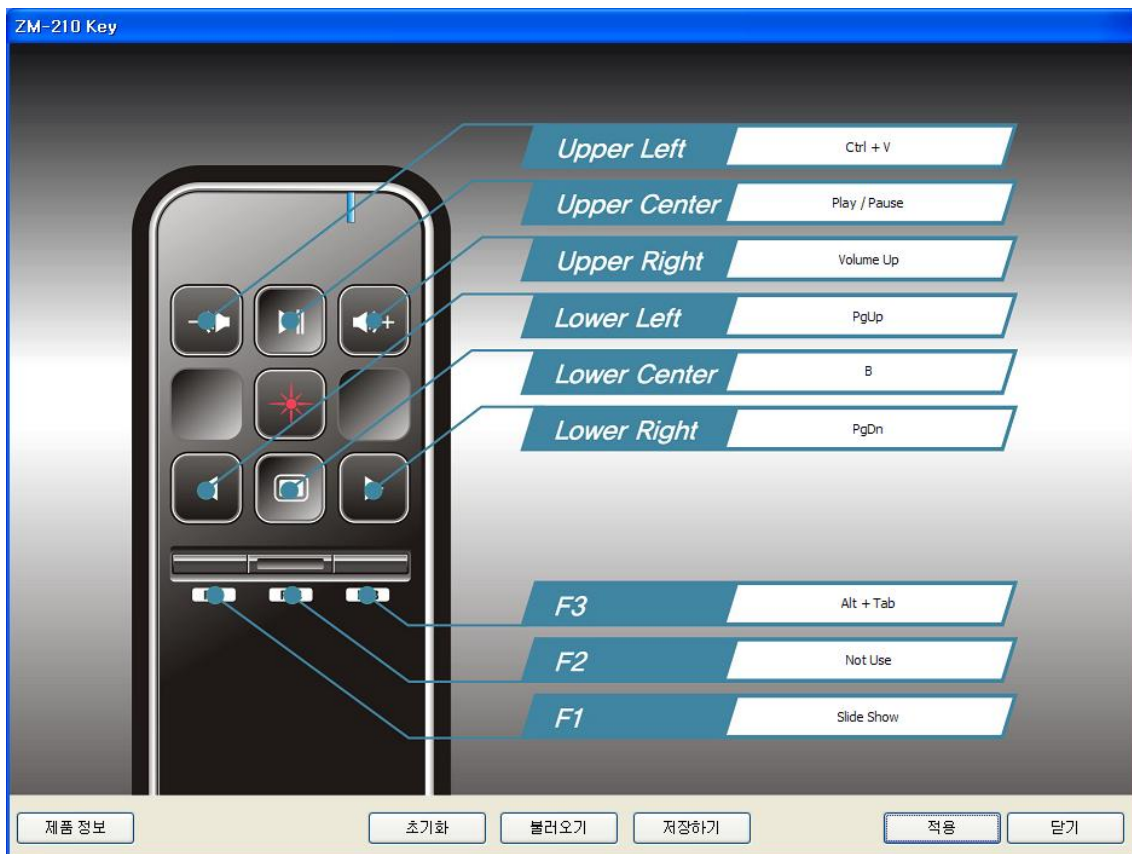 ZM-210 Key
Upper Left Ctrl + V
Upper Center Play / Pause
Upper Right Volume Up
Lower Left PgUp
Lower Center B
Lower Right PgDn
F3 Alt + Tab
F2 Not Use
F1 Slide Show
제품 정보 초기화 불러오기 저장하기 적용 닫기